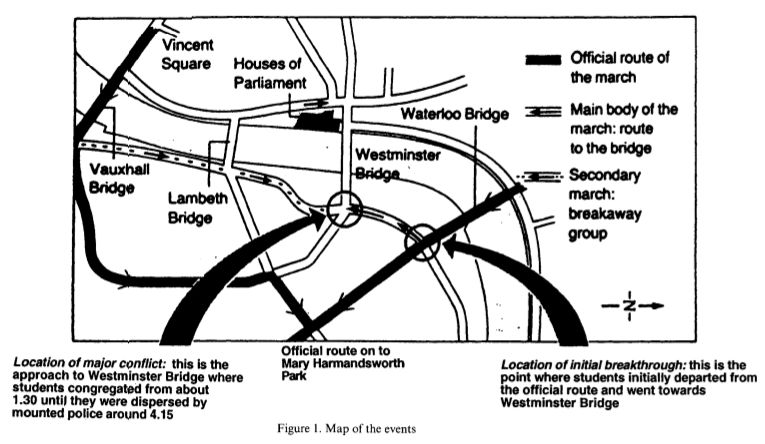 Vincent
Square
Houses of
Parliament
Waterloo Bridge
Vauxhall
Bridge
Lambeth
Bridge
Westminster
Bridge
Official route of
the march
Main body of the
march: route
to the bridge
Secondary
march:
breakaway
group
N
Location of major conflict: this is the
approach to Westminster Bridge where
students congregated from about
1.30 until they were dispersed by
mounted police around 4.15
Official route on to
Mary Harmandsworth
Park
Location of initial breakthrough: this is the
point where students initially departed from
the official route and went towards
Westminster Bridge
Figure 1. Map of the events